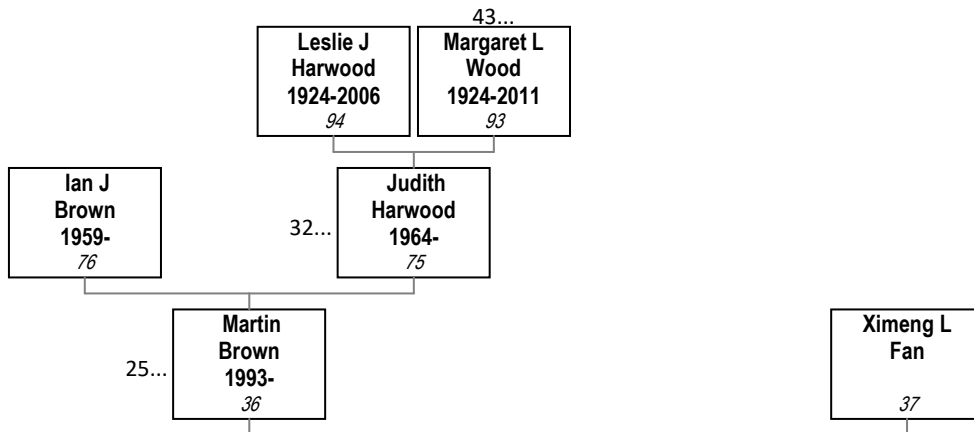 43...
Leslie J
Harwood
1924-2006
94
Margaret L
Wood
1924-2011
93
Ian J
Brown
1959-
76
32...
Judith
Harwood
1964-
75
25...
Martin
Brown
1993-
36
Ximeng L
Fan
37